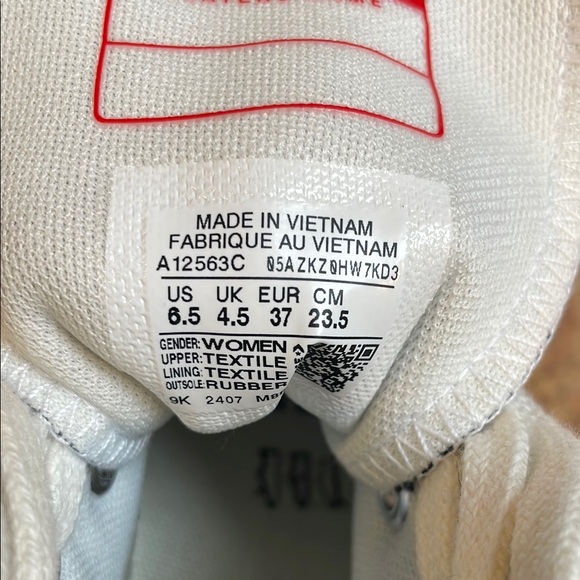 MADE IN VIETNAM
FABRIQUE AU VIETNAM
A12563C 05AZKZ0HW7KD3
US UK EUR CM
6.5 4.5 37 23.5
GENDER: WOMEN
UPPER: TEXTILE
LINING: TEXTILE
OUTSOLE: RUBBER
9K 2407